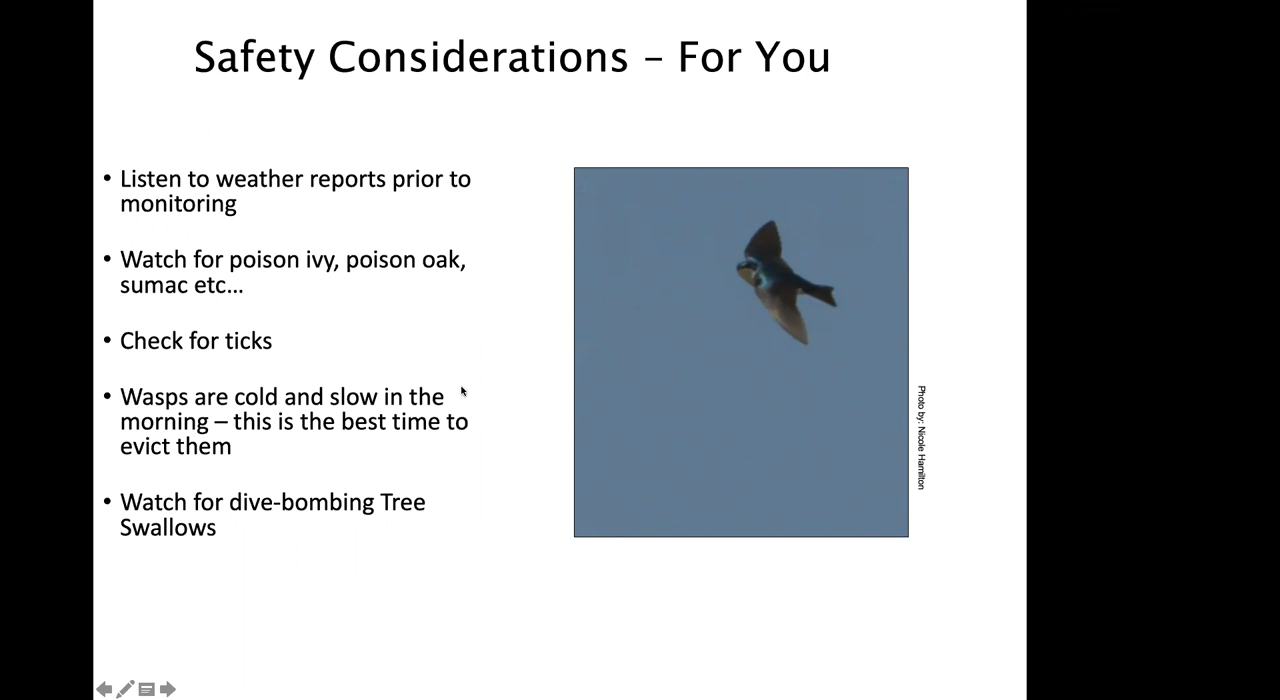 Safety Considerations – For You
• Listen to weather reports prior to
monitoring
• Watch for poison ivy, poison oak,
sumac etc…
• Check for ticks
• Wasps are cold and slow in the
morning – this is the best time to
evict them
• Watch for dive-bombing Tree
Swallows
Photo by: Nicole Hamilton